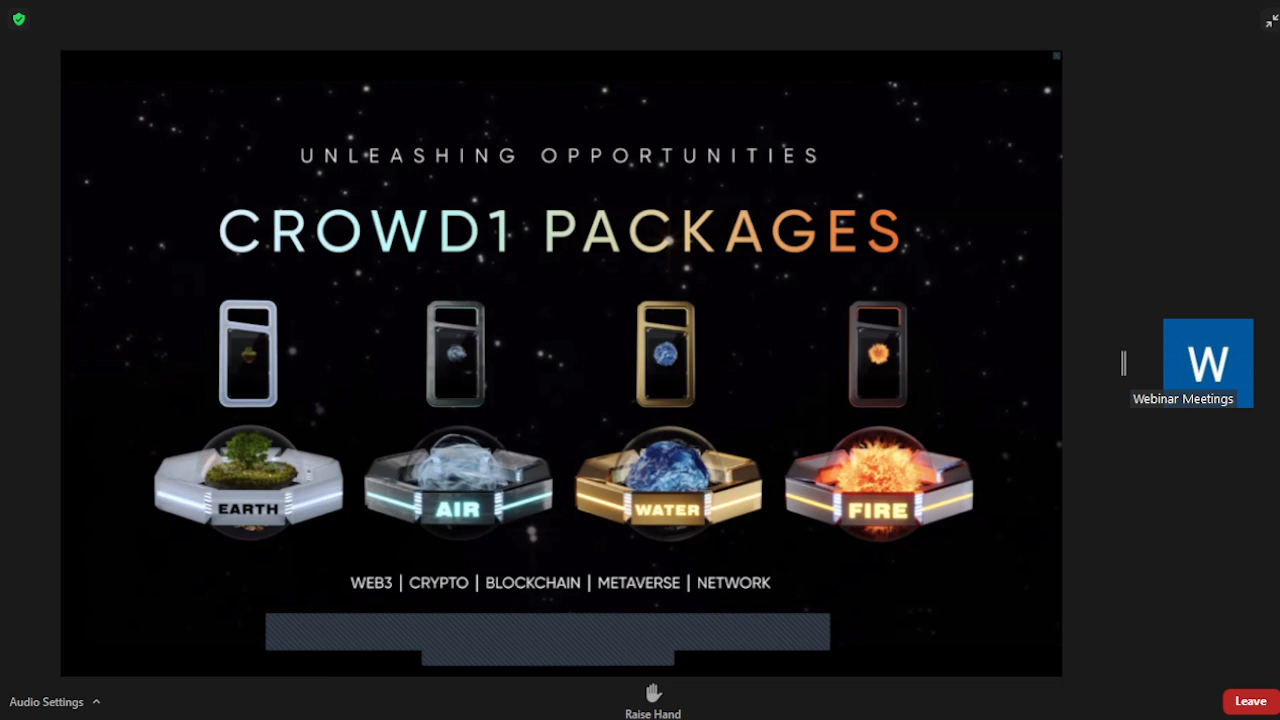 UNLEASHING OPPORTUNITIES
CROWD1 PACKAGES
EARTH
AIR
WATER
FIRE
WEB3 | CRYPTO | BLOCKCHAIN | METAVERSE | NETWORK
W
Webinar Meetings
Audio Settings
Raise Hand
Leave